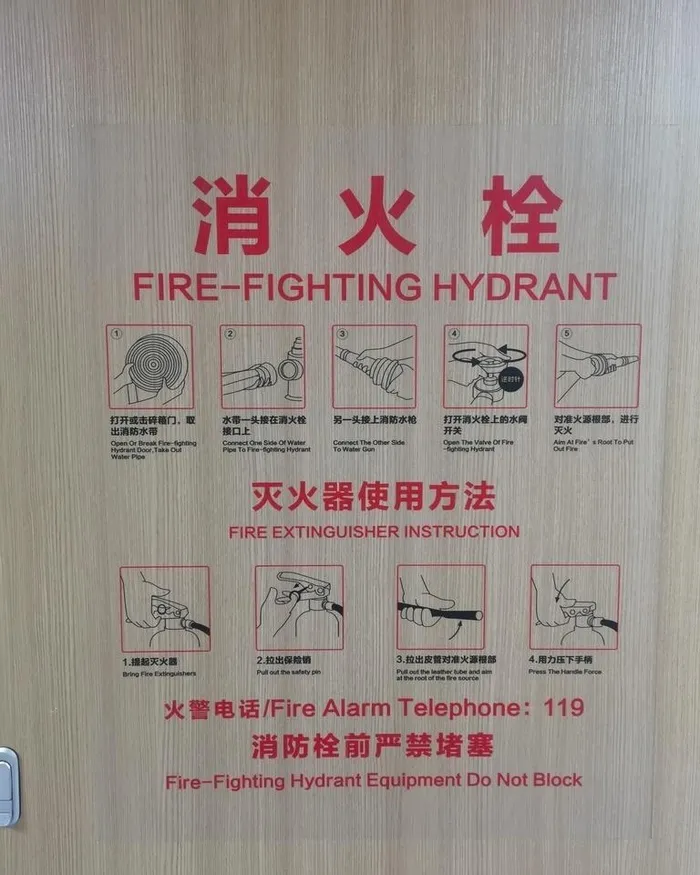 消火栓
FIRE-FIGHTING HYDRANT
1
打开或击碎箱门，取
出消防水带
Open Or Break Fire-fighting
Hydrant Door,Take Out
Water Pipe
2
水带一头接在消火栓
接口上
Connect One Side Of Water
Pipe To Fire-fighting Hydrant
3
另一头接上消防水枪
Connect The Other Side
To Water Gun
4
逆时针
打开消火栓上的水阀
开关
Open The Valve Of Fire
-fighting Hydrant
5
对准火源根部，进行
灭火
Aim At Fire's Root To Put
Out Fire
灭火器使用方法
FIRE EXTINGUISHER INSTRUCTION
1.提起灭火器
Bring Fire Extinguishers
2.拉出保险销
Pull out the safety pin
3.拉出皮管对准火源根部
Pull out the leather tube and aim
at the root of the fire source
4.用力压下手柄
Press The Handle Force
火警电话/Fire Alarm Telephone：119
消防栓前严禁堵塞
Fire-Fighting Hydrant Equipment Do Not Block